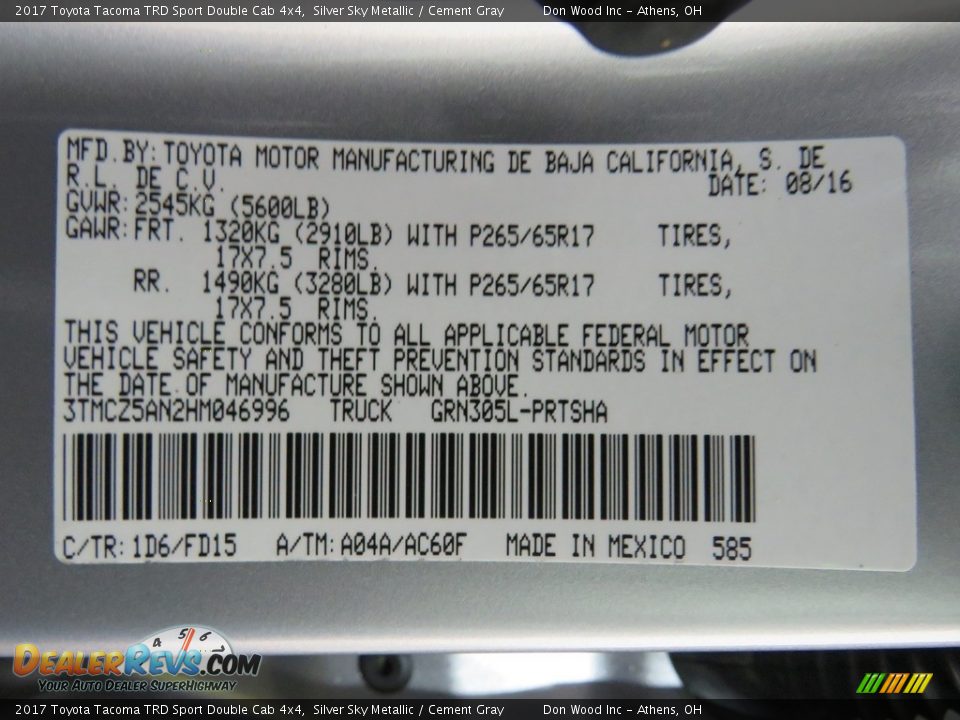 2017 Toyota Tacoma TRD Sport Double Cab 4x4, Silver Sky Metallic / Cement Gray Don Wood Inc - Athens, OH
MFD.BY:TOYOTA MOTOR MANUFACTURING DE BAJA CALIFORNIA, S. DE
R.L. DE C.V. DATE: 08/16
GVWR:2545KG (5600LB)
GAWR:FRT. 1320KG (2910LB) WITH P265/65R17 TIRES,
17X7.5 RIMS.
RR. 1490KG (3280LB) WITH P265/65R17 TIRES,
17X7.5 RIMS.
THIS VEHICLE CONFORMS TO ALL APPLICABLE FEDERAL MOTOR
VEHICLE SAFETY AND THEFT PREVENTION STANDARDS IN EFFECT ON
THE DATE OF MANUFACTURE SHOWN ABOVE.
3TMCZ5AN2HM046996 TRUCK GRN305L-PRTSHA
C/TR:1D6/FD15 A/TM:A04A/AC60F MADE IN MEXICO 585
4 5 6 7
DEALERREVS.COM
YOUR AUTO DEALER SUPERHIGHWAY
2017 Toyota Tacoma TRD Sport Double Cab 4x4, Silver Sky Metallic / Cement Gray Don Wood Inc - Athens, OH